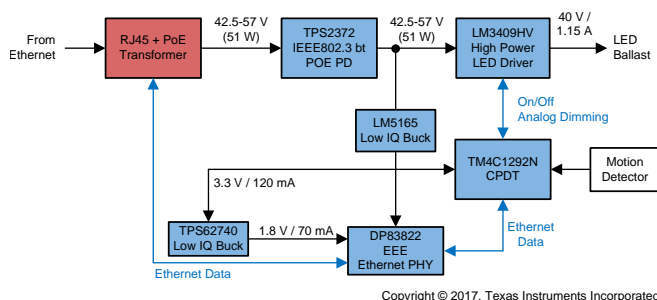 From
Ethernet
RJ45 + PoE
Transformer
42.5-57 V
(51 W)
TPS2372
IEEE802.3 bt
POE PD
42.5-57 V
(51 W)
LM3409HV
High Power
LED Driver
40 V /
1.15 A
LED
Ballast
On/Off
Analog Dimming
LM5165
Low IQ Buck
TM4C1292N
CPDT
Motion
Detector
3.3 V / 120 mA
TPS62740
Low IQ Buck
1.8 V / 70 mA
DP83822
EEE
Ethernet PHY
Ethernet
Data
Ethernet Data
Copyright © 2017, Texas Instruments Incorporated